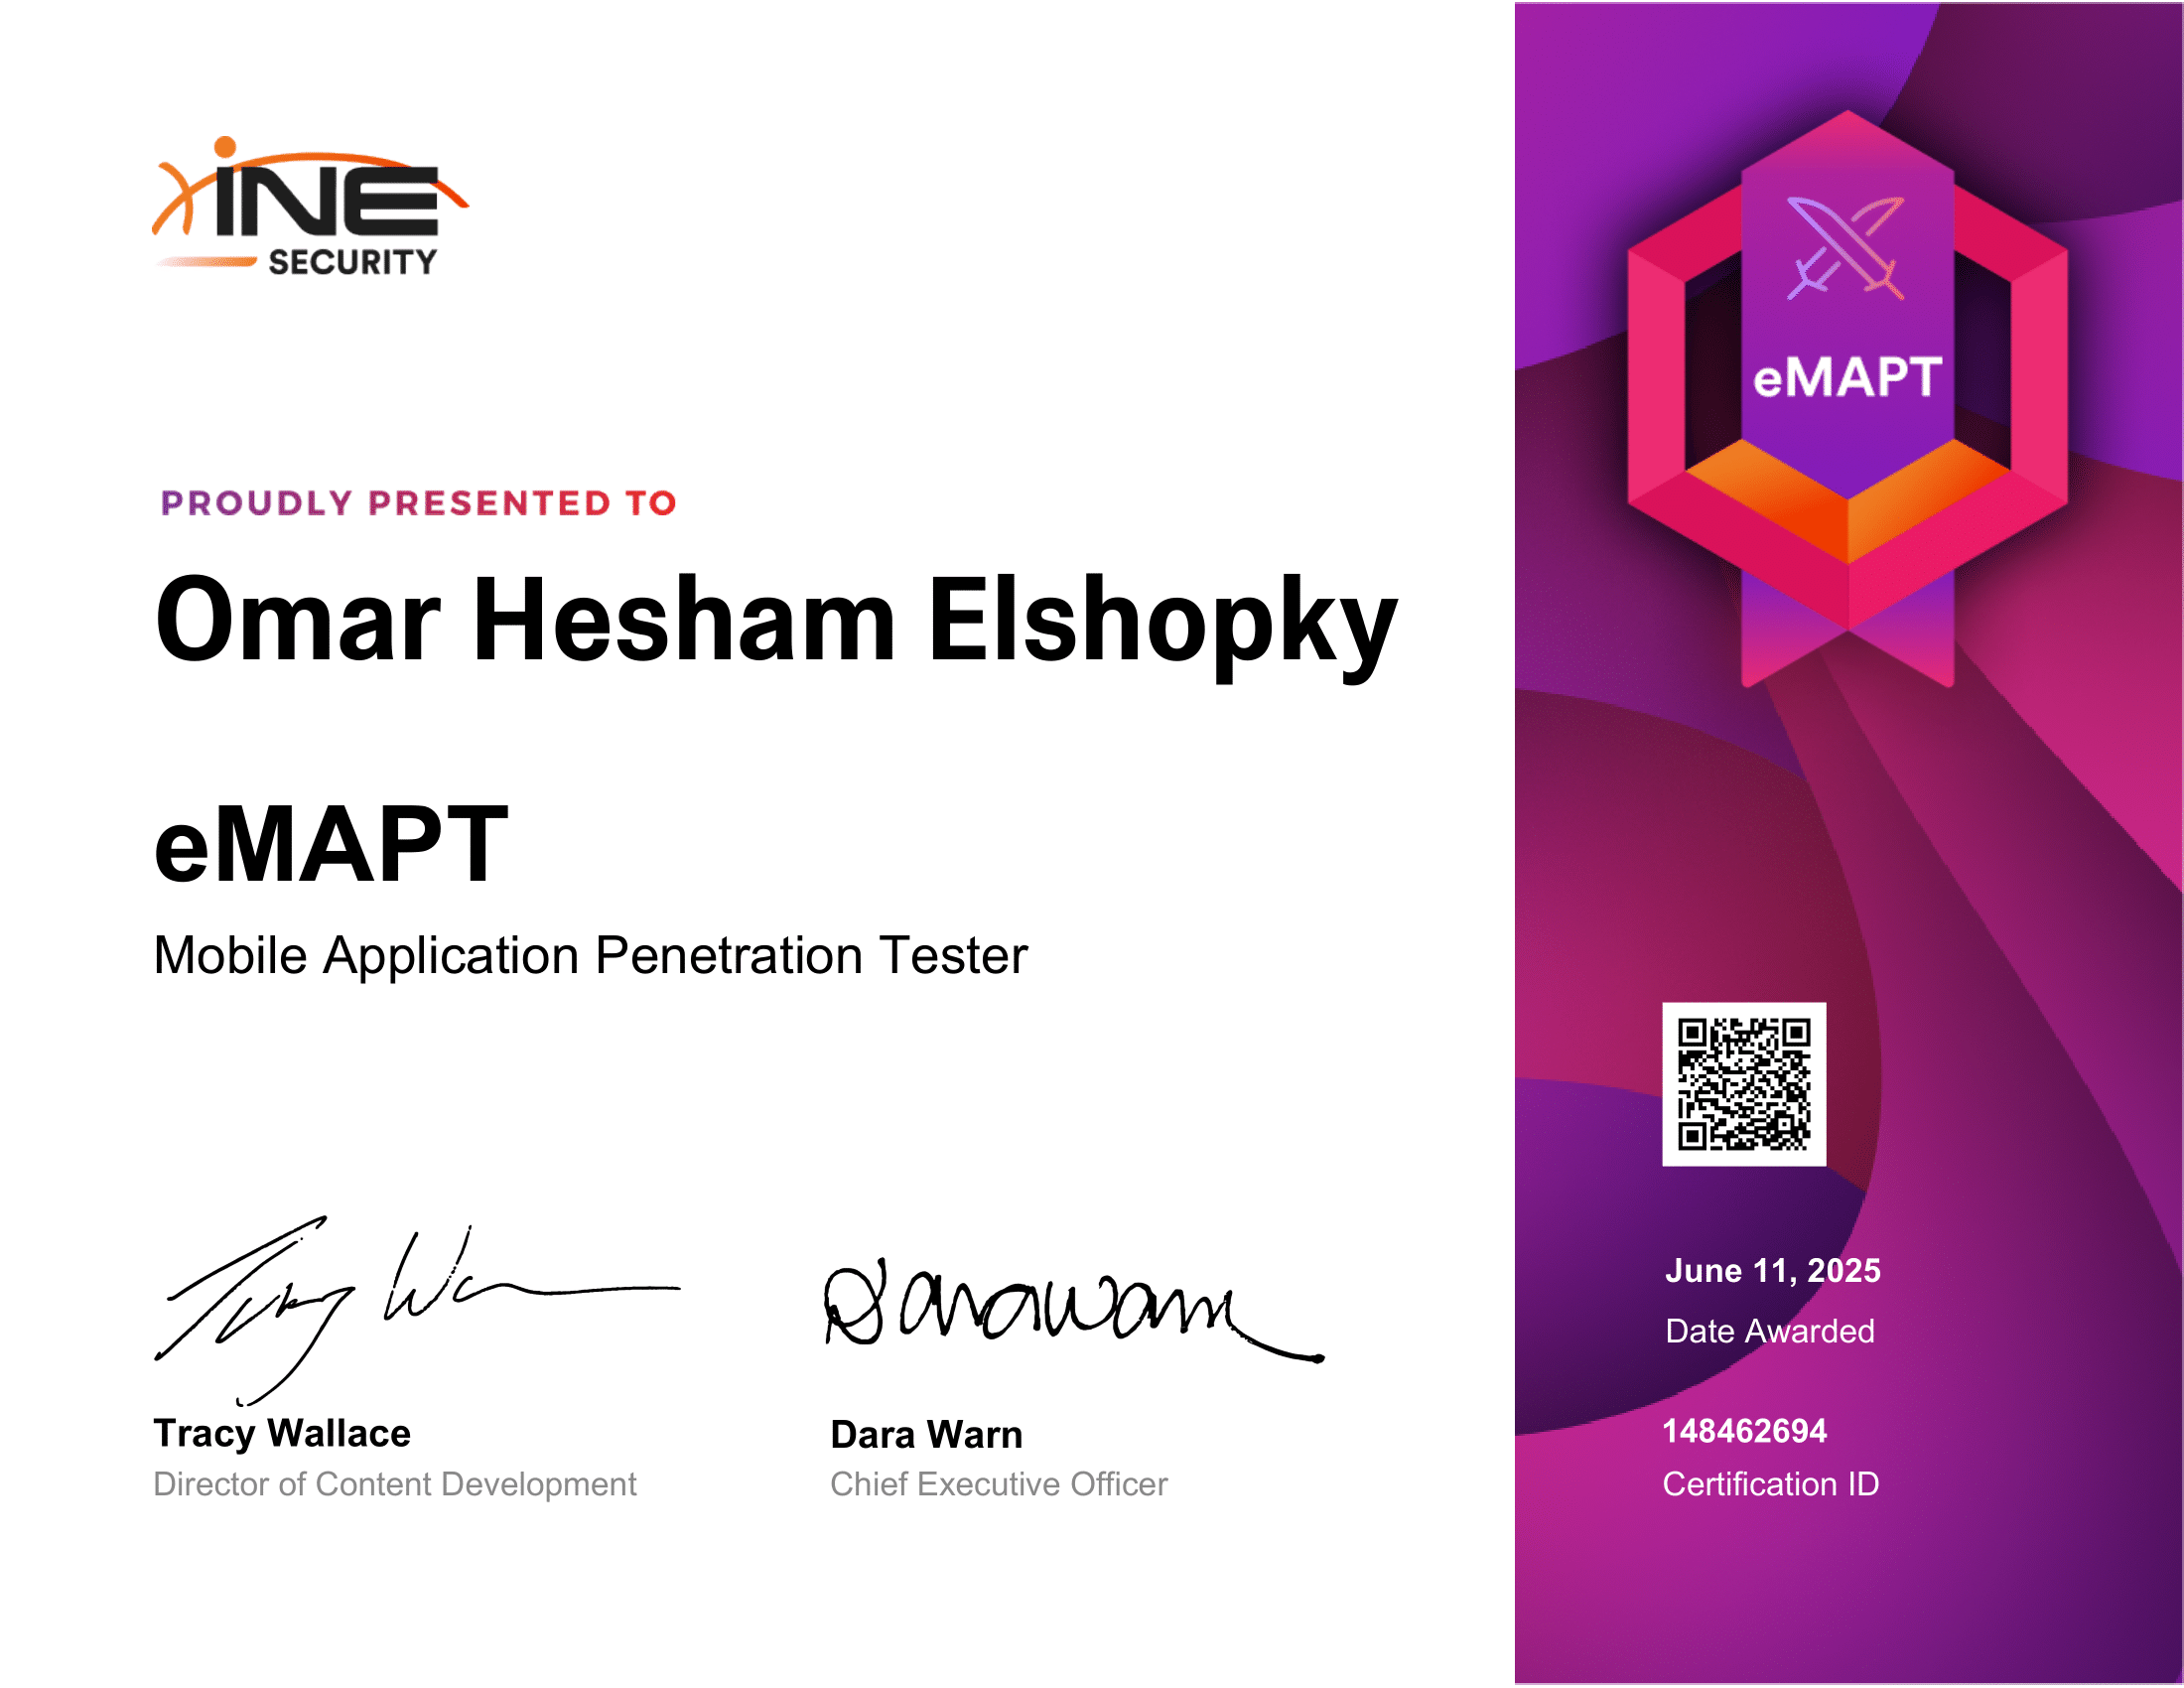 INE
SECURITY
PROUDLY PRESENTED TO
Omar Hesham Elshopky
eMAPT
Mobile Application Penetration Tester
Tracy Wallace
Director of Content Development
Dara Warn
Chief Executive Officer
eMAPT
June 11, 2025
Date Awarded
148462694
Certification ID